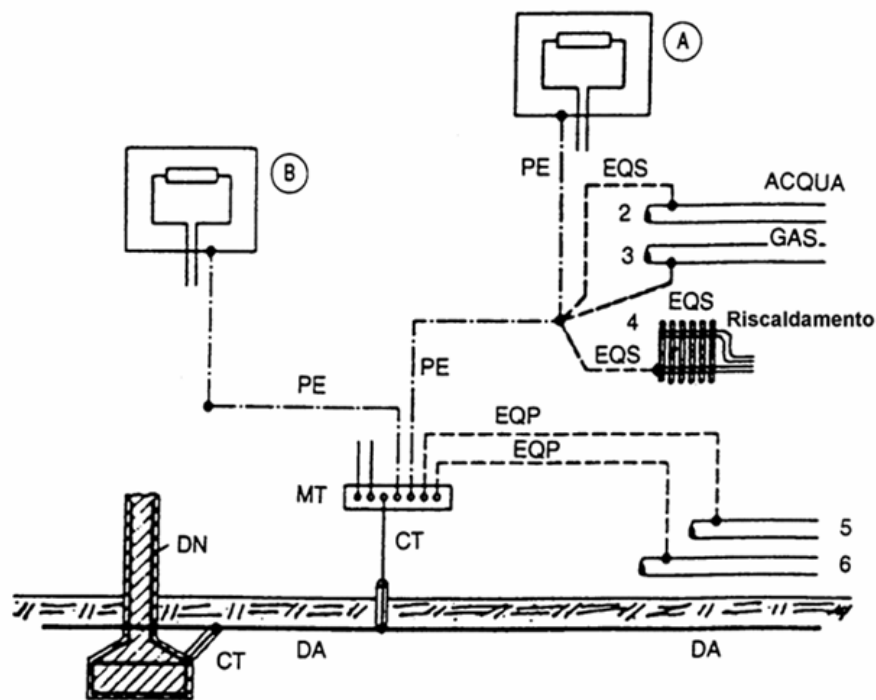 A
B
PE
EQS
ACQUA
2
GAS
3
EQS
4
Riscaldamento
EQS
PE
PE
EQP
EQP
MT
CT
5
DN
6
CT
DA
DA